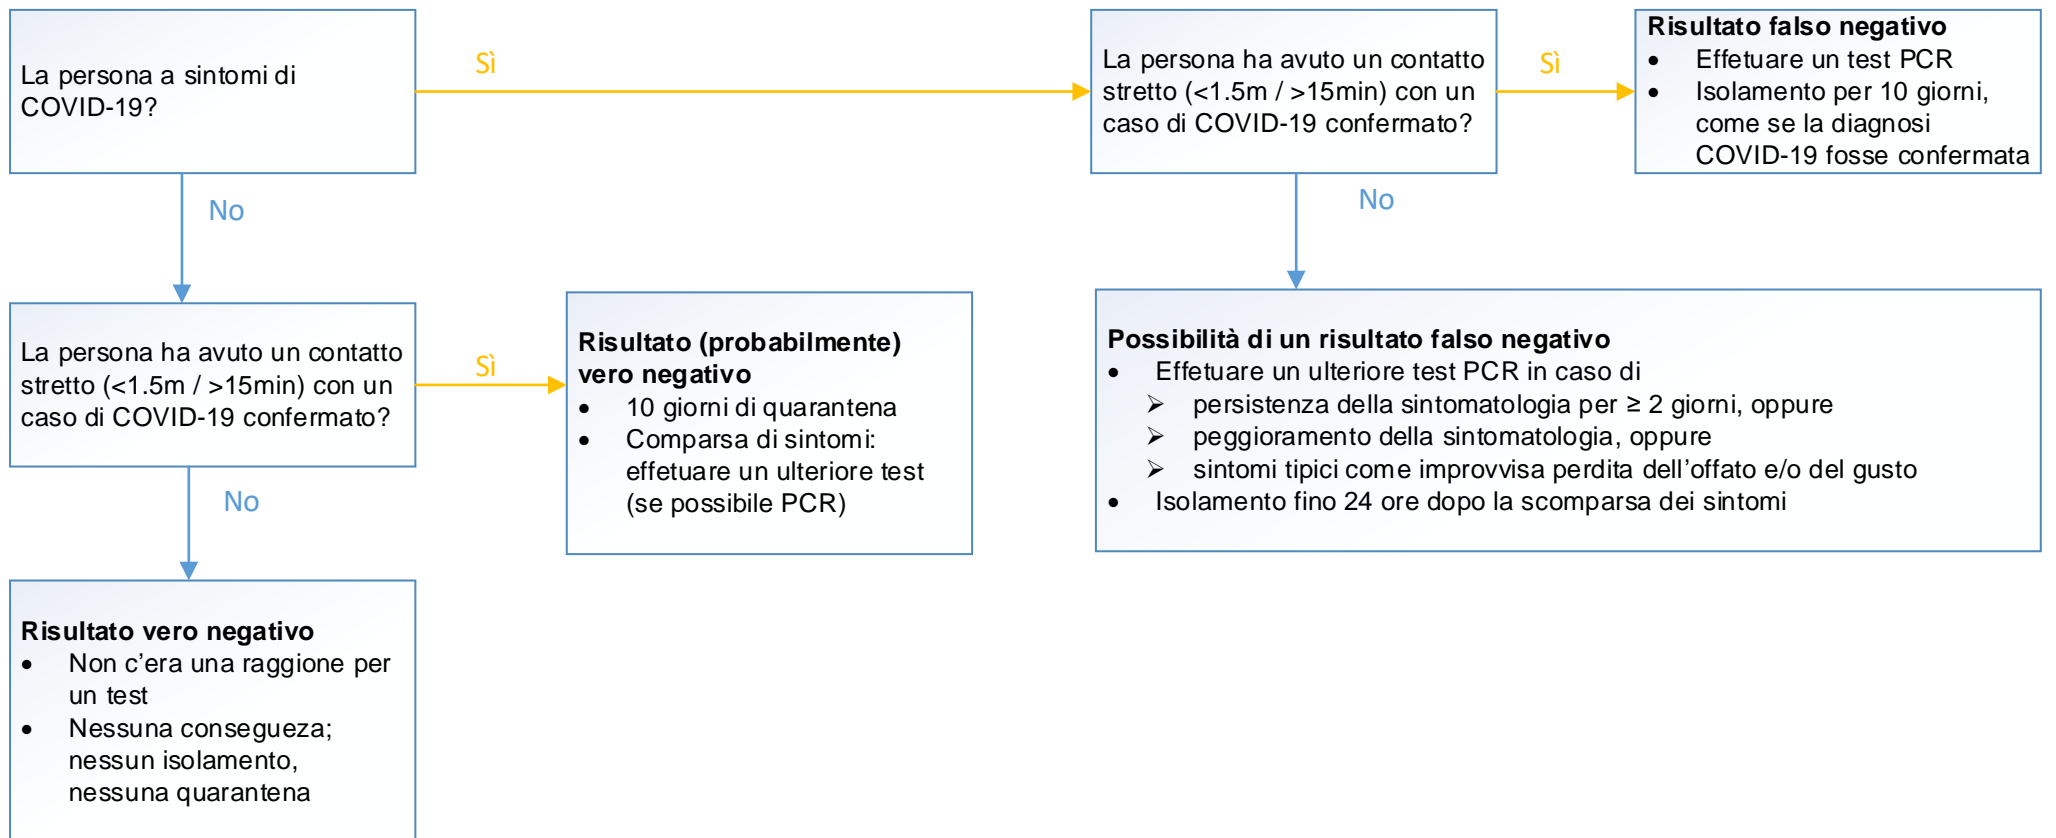 La persona a sintomi di
COVID-19?
Sì
La persona ha avuto un contatto
stretto (<1.5m / >15min) con un
caso di COVID-19 confermato?
Sì
Risultato falso negativo
• Effetuare un test PCR
• Isolamento per 10 giorni,
come se la diagnosi
COVID-19 fosse confermata
No
No
La persona ha avuto un contatto
stretto (<1.5m / >15min) con un
caso di COVID-19 confermato?
Sì
Risultato (probabilmente)
vero negativo
• 10 giorni di quarantena
• Comparsa di sintomi:
effetuare un ulteriore test
(se possibile PCR)
Possibilità di un risultato falso negativo
• Effetuare un ulteriore test PCR in caso di
➢ persistenza della sintomatologia per ≥ 2 giorni, oppure
➢ peggioramento della sintomatologia, oppure
➢ sintomi tipici come improvvisa perdita dell’offato e/o del gusto
• Isolamento fino 24 ore dopo la scomparsa dei sintomi
No
Risultato vero negativo
• Non c’era una raggione per
un test
• Nessuna consegueza;
nessun isolamento,
nessuna quarantena